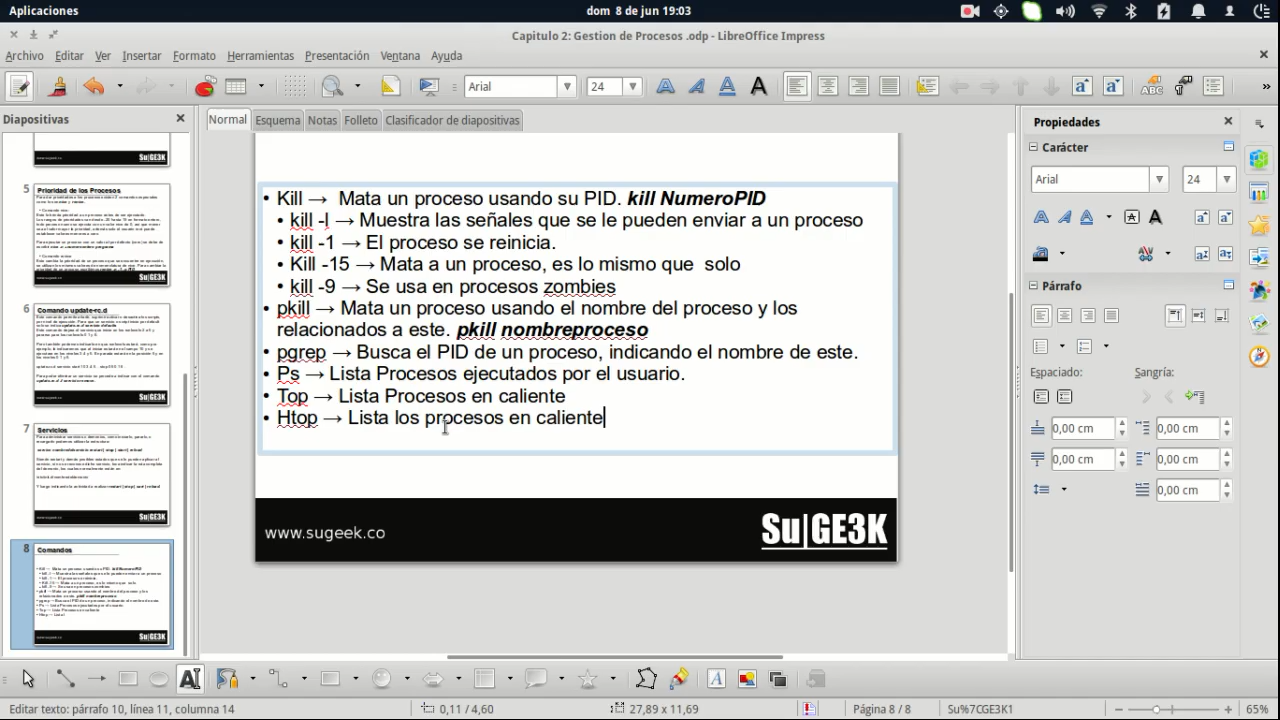 Aplicaciones
dom 8 de jun 19:03
Capitulo 2: Gestion de Procesos .odp - LibreOffice Impress
Archivo Editar Ver Insertar Formato Herramientas Presentación Ventana Ayuda
Arial 24
Diapositivas
Normal Esquema Notas Folleto Clasificador de diapositivas
Propiedades
Carácter
Arial 24
Párrafo
Espaciado: Sangría:
0,00 cm 0,00 cm
0,00 cm 0,00 cm
0,00 cm
5
Prioridad de los Procesos
Su|GE3K
6
Comando update-rc.d
Su|GE3K
7
Servicios
Su|GE3K
8
Comandos
Su|GE3K
• Kill → Mata un proceso usando su PID. kill NumeroPID
• kill -l → Muestra las señales que se le pueden enviar a un proceso
• kill -1 → El proceso se reinicia.
• Kill -15 → Mata a un proceso, es lo mismo que solo
• kill -9 → Se usa en procesos zombies
• pkill → Mata un proceso usando el nombre del proceso y los
relacionados a este. pkill nombreproceso
• pgrep → Busca el PID de un proceso, indicando el nombre de este.
• Ps → Lista Procesos ejecutados por el usuario.
• Top → Lista Procesos en caliente
• Htop → Lista los procesos en caliente
www.sugeek.co
Su|GE3K
Editar texto: párrafo 10, línea 11, columna 14
0,11 / 4,60
27,89 x 11,69
Página 8 / 8
Su%7CGE3K1
65%